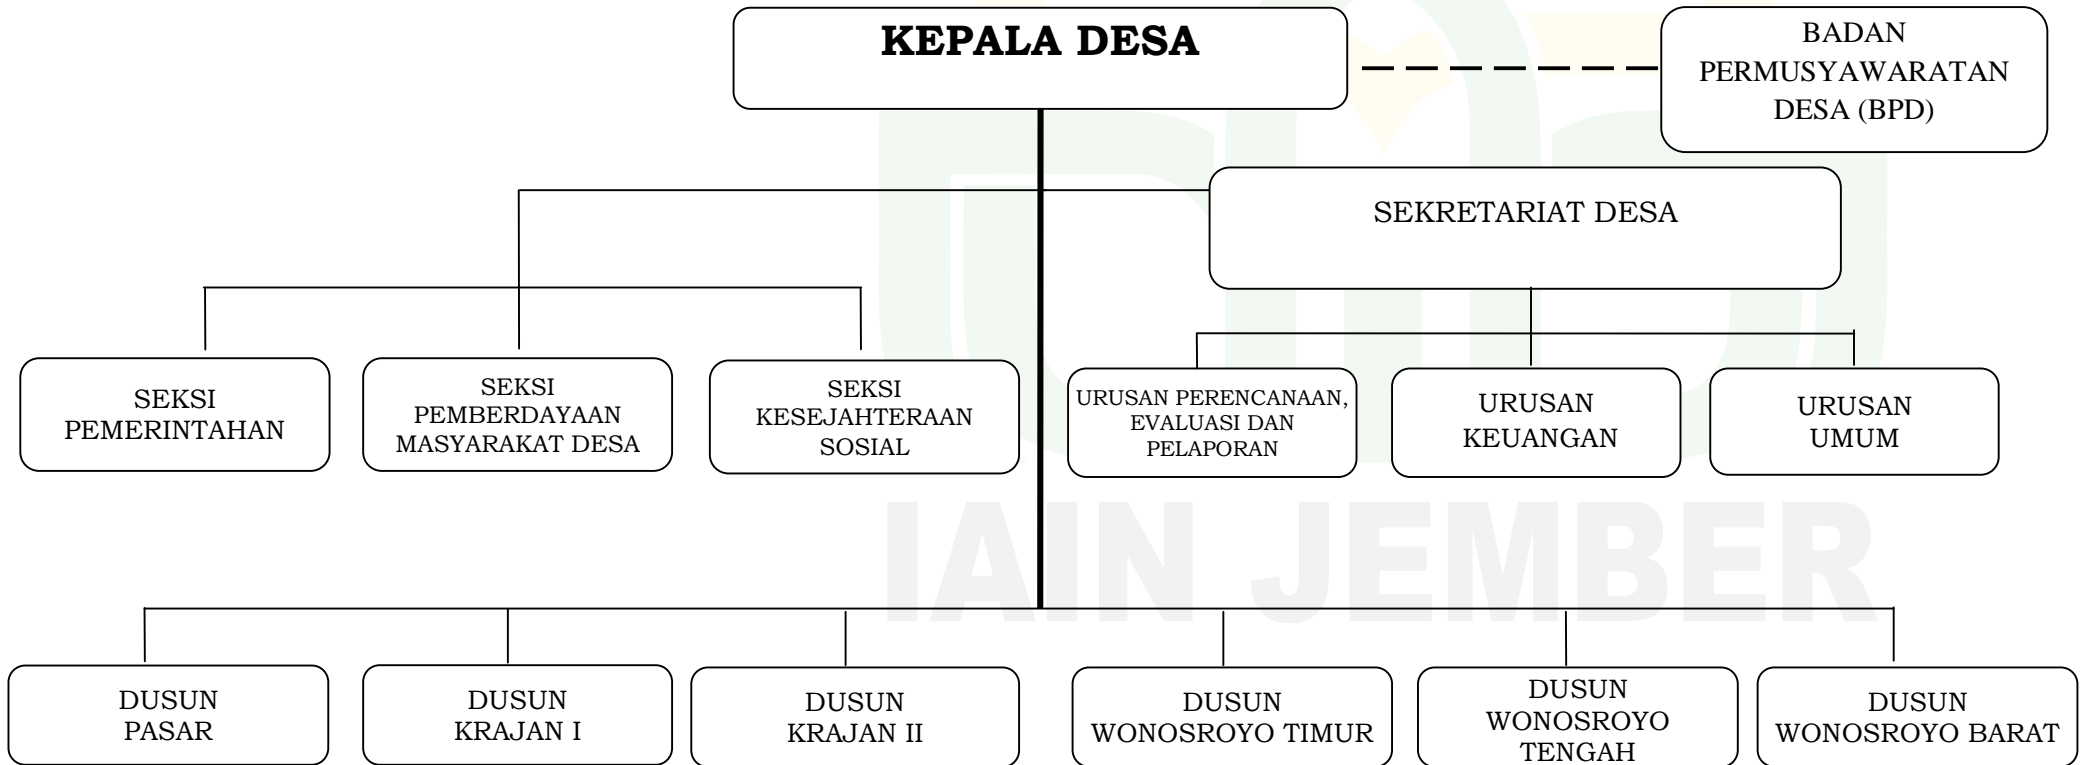 KEPALA DESA
BADAN
PERMUSYAWARATAN
DESA (BPD)
SEKRETARIAT DESA
SEKSI
PEMERINTAHAN
SEKSI
PEMBERDAYAAN
MASYARAKAT DESA
SEKSI
KESEJAHTERAAN
SOSIAL
URUSAN PERENCANAAN,
EVALUASI DAN
PELAPORAN
URUSAN
KEUANGAN
URUSAN
UMUM
IAIN JEMBER
DUSUN
PASAR
DUSUN
KRAJAN I
DUSUN
KRAJAN II
DUSUN
WONOSROYO TIMUR
DUSUN
WONOSROYO
TENGAH
DUSUN
WONOSROYO BARAT